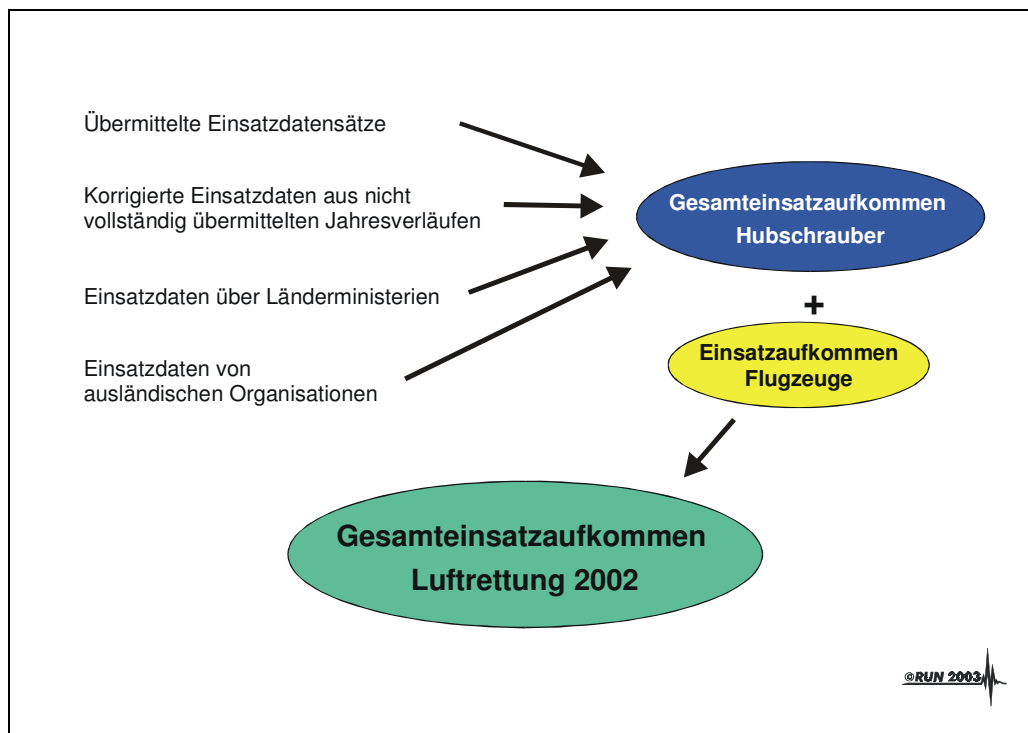 Übermittelte Einsatzdatensätze
Korrigierte Einsatzdaten aus nicht
vollständig übermittelten Jahresverläufen
Einsatzdaten über Länderministerien
Einsatzdaten von
ausländischen Organisationen
Gesamteinsatzaufkommen
Hubschrauber
+
Einsatzaufkommen
Flugzeuge
Gesamteinsatzaufkommen
Luftrettung 2002
©RUN 2003